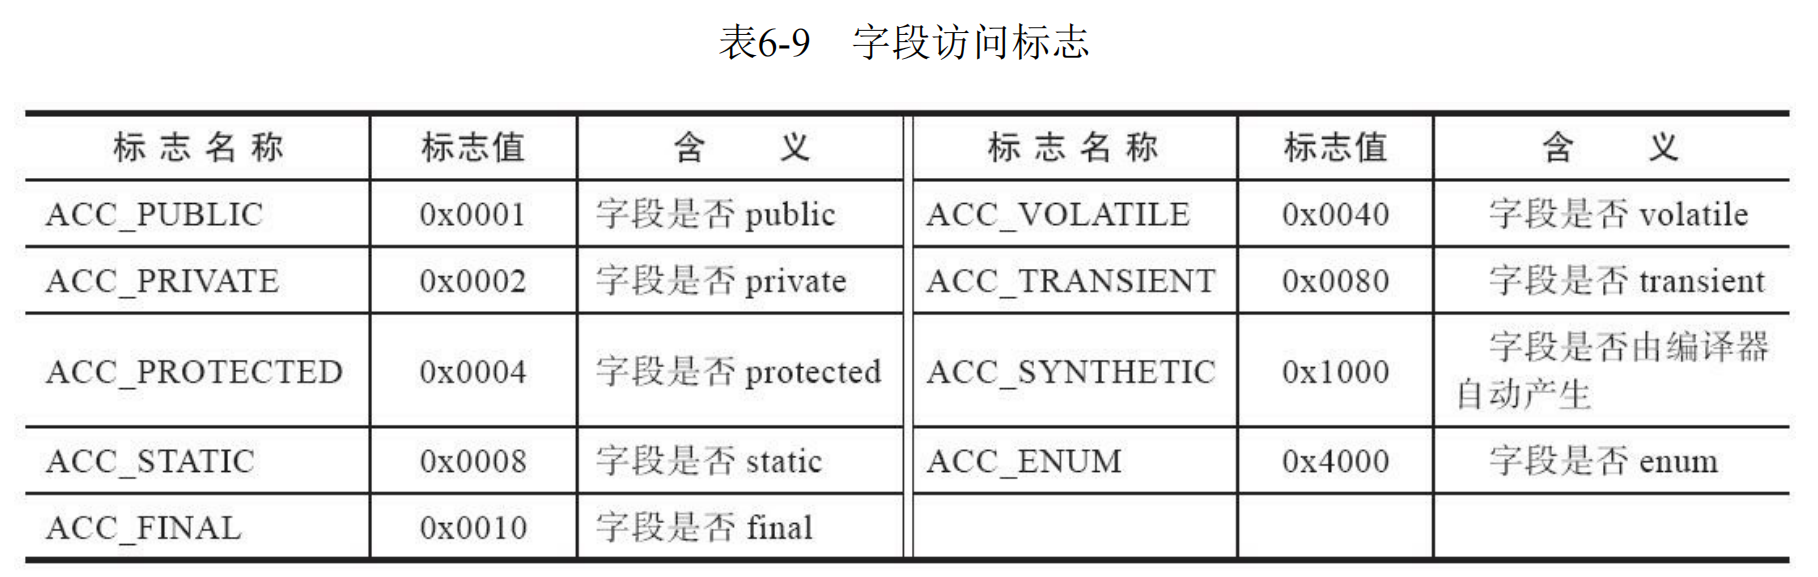 表6-9 字段访问标志
标志名称 标志值 含义 标志名称 标志值 含义
ACC_PUBLIC 0x0001 字段是否 public ACC_VOLATILE 0x0040 字段是否 volatile
ACC_PRIVATE 0x0002 字段是否 private ACC_TRANSIENT 0x0080 字段是否 transient
ACC_PROTECTED 0x0004 字段是否 protected ACC_SYNTHETIC 0x1000 字段是否由编译器
自动产生
ACC_STATIC 0x0008 字段是否 static ACC_ENUM 0x4000 字段是否 enum
ACC_FINAL 0x0010 字段是否 final